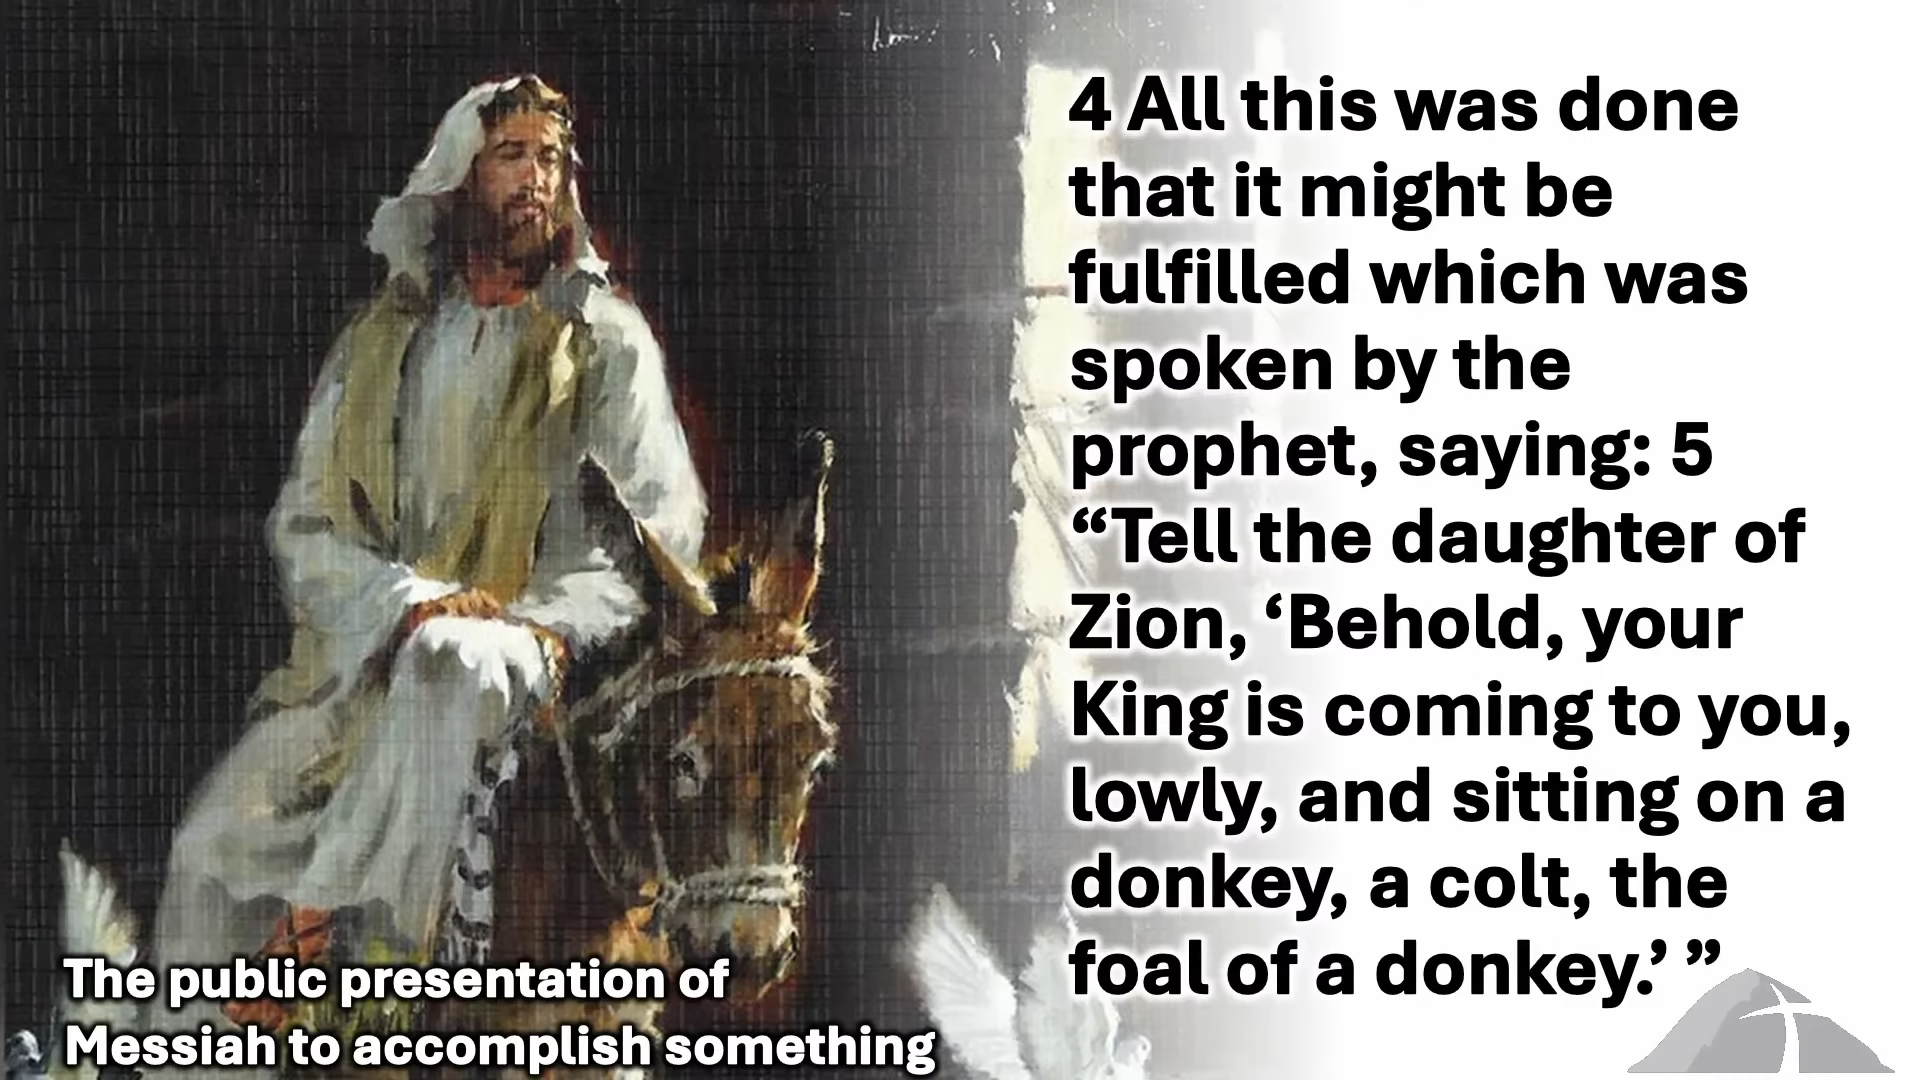 4 All this was done
that it might be
fulfilled which was
spoken by the
prophet, saying: 5
“Tell the daughter of
Zion, ‘Behold, your
King is coming to you,
lowly, and sitting on a
donkey, a colt, the
foal of a donkey.’ ”
The public presentation of
Messiah to accomplish something